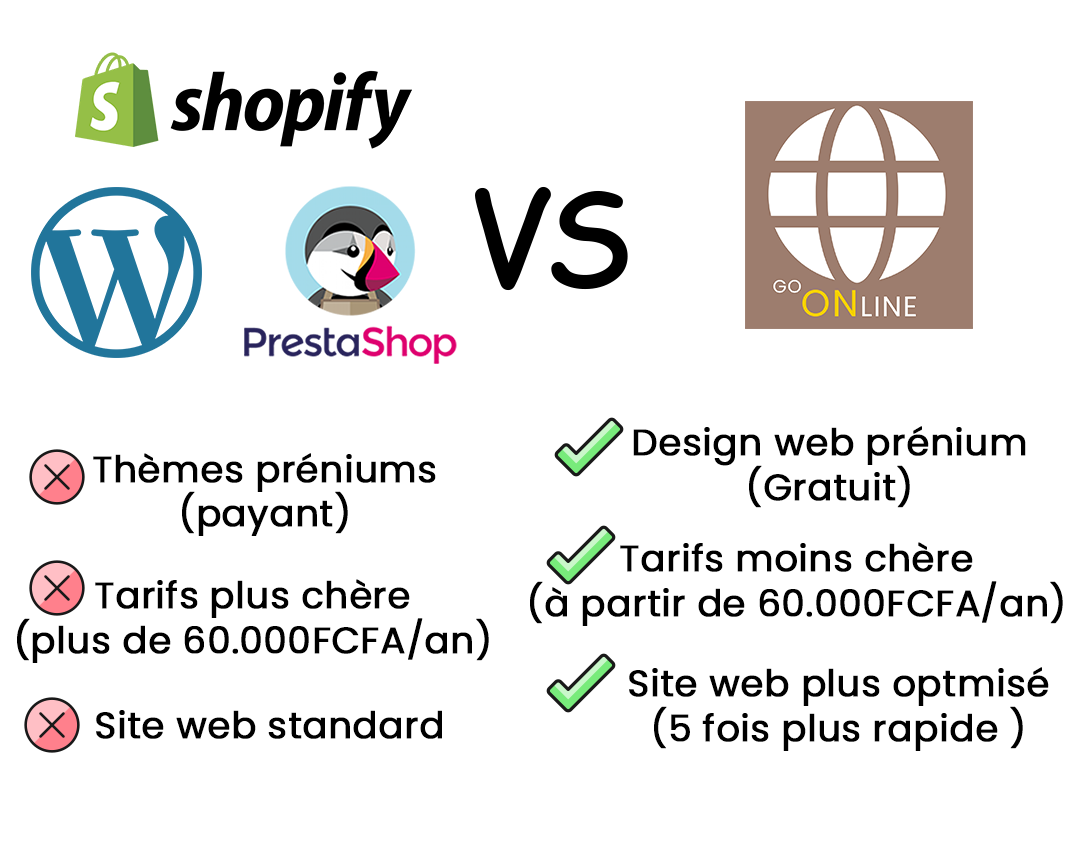 shopify
PrestaShop
VS
GO ONLINE
Thèmes préniums
(payant)
Tarifs plus chère
(plus de 60.000FCFA/an)
Site web standard
Design web prénium
(Gratuit)
Tarifs moins chère
(à partir de 60.000FCFA/an)
Site web plus optmisé
(5 fois plus rapide )